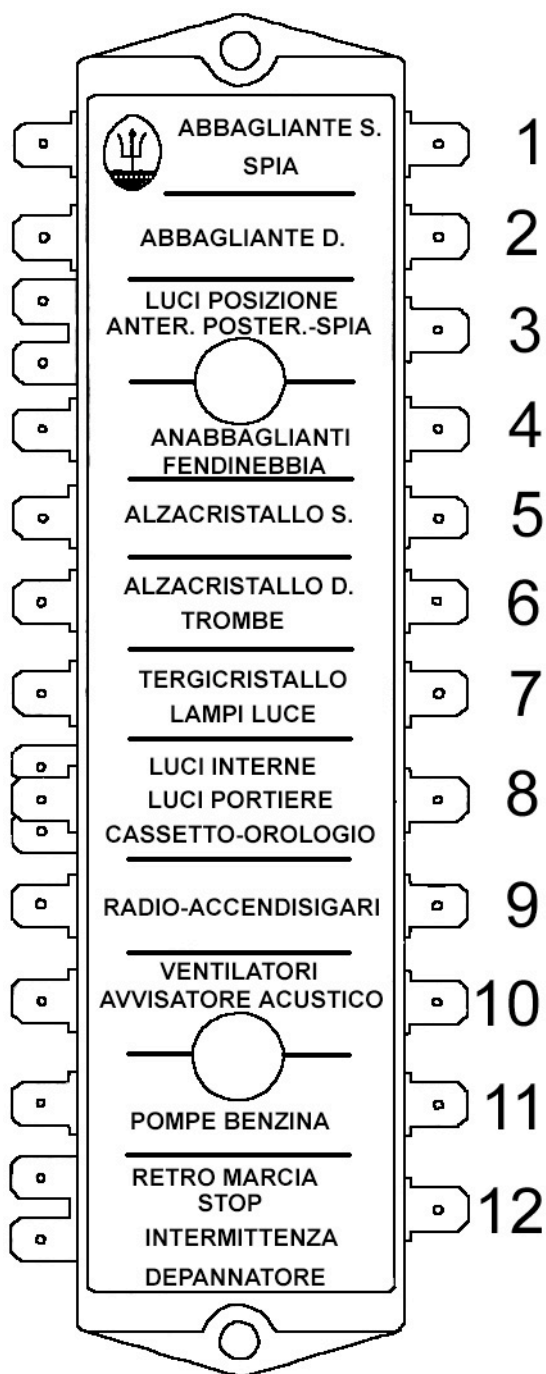 ABBAGLIANTE S.
SPIA
1
ABBAGLIANTE D.
2
LUCI POSIZIONE
ANTER. POSTER.-SPIA
3
ANABBAGLIANTI
FENDINEBBIA
4
ALZACRISTALLO S.
5
ALZACRISTALLO D.
TROMBE
6
TERGICRISTALLO
LAMPI LUCE
7
LUCI INTERNE
LUCI PORTIERE
CASSETTO-OROLOGIO
8
RADIO-ACCENDISIGARI
9
VENTILATORI
AVVISATORE ACUSTICO
10
POMPE BENZINA
11
RETRO MARCIA
STOP
INTERMITTENZA
DEPANNATORE
12